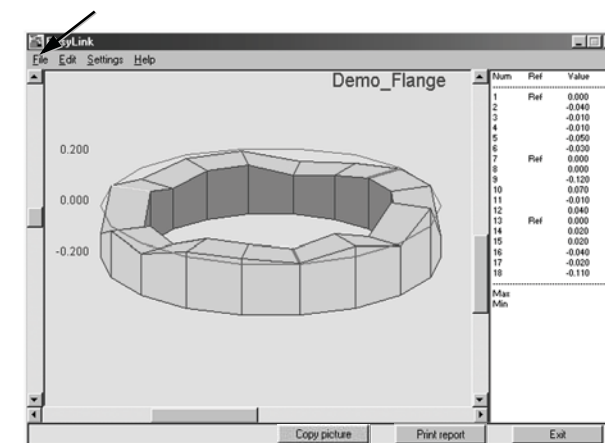 EasyLink
File Edit Settings Help
Demo_Flange
0.200
0.000
-0.200
Num Ref Value
1 Ref 0.000
2 -0.040
3 -0.010
4 -0.010
5 -0.050
6 -0.030
7 Ref 0.000
8 0.000
9 -0.120
10 0.070
11 -0.010
12 0.040
13 Ref 0.000
14 0.020
15 0.020
16 -0.040
17 -0.020
18 -0.110
Max
Min
Copy picture Print report Exit